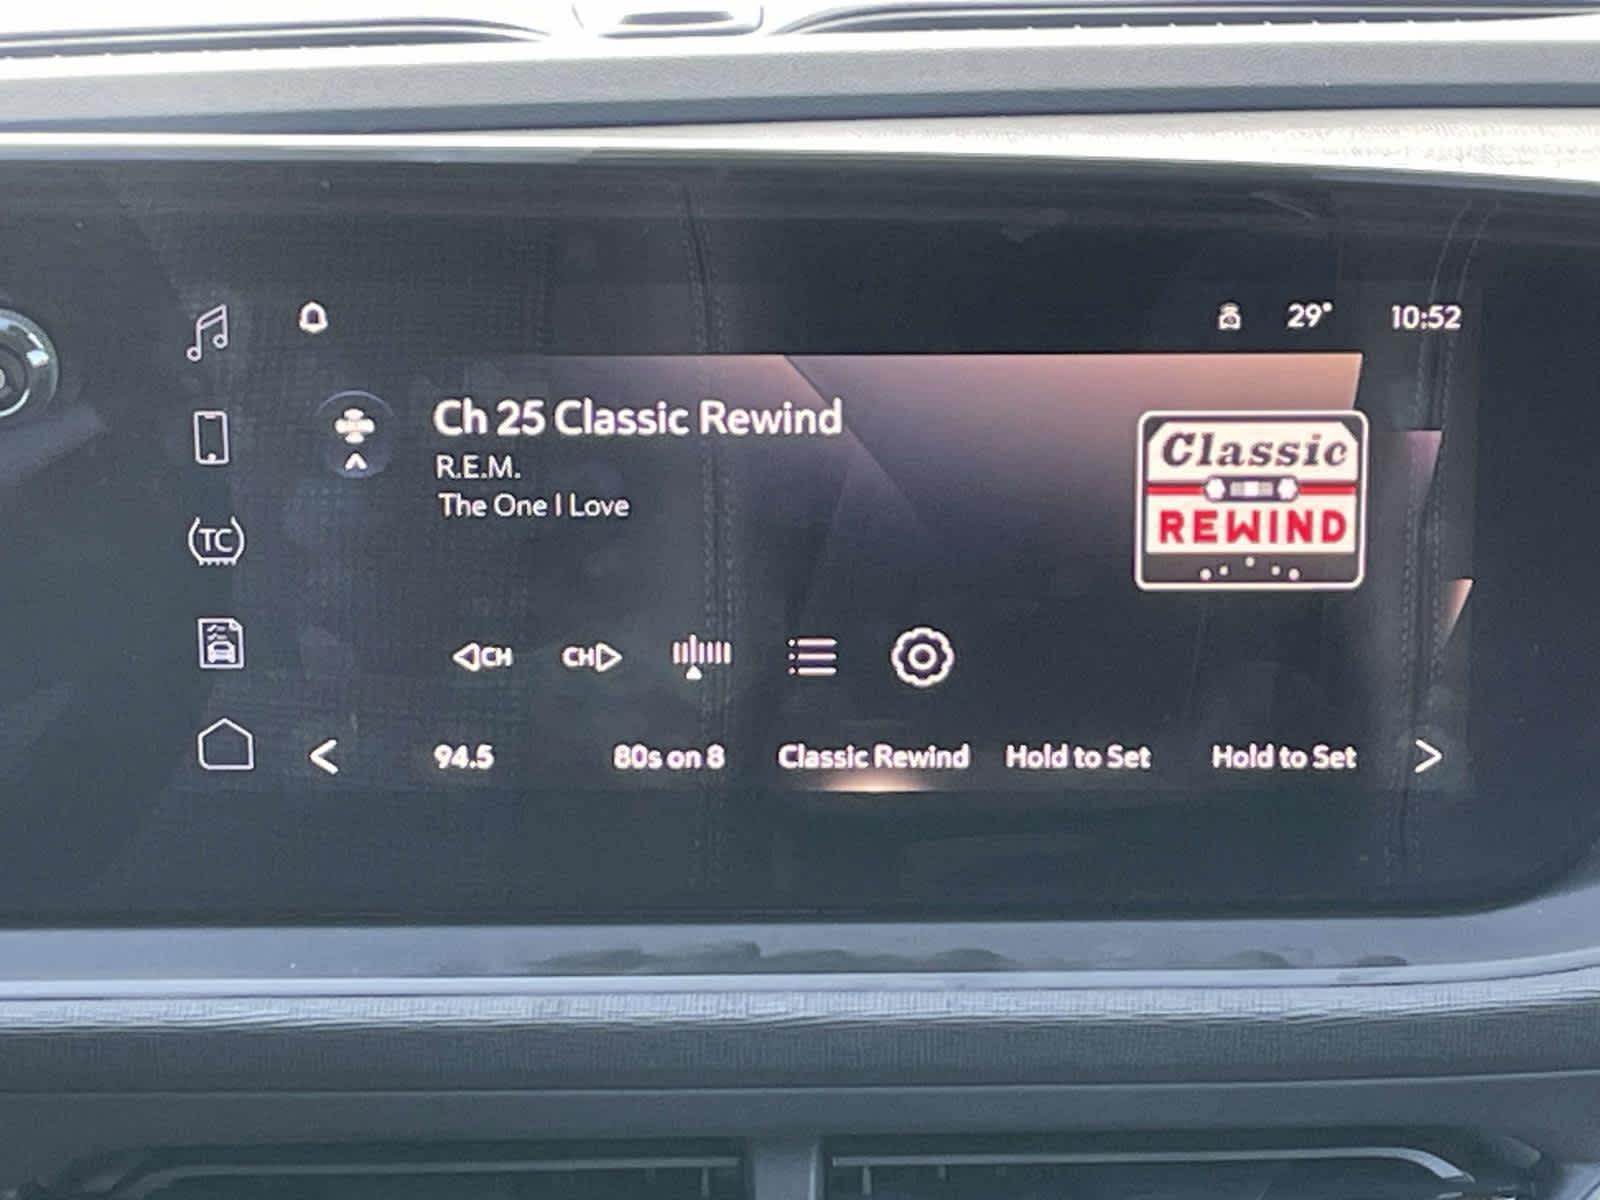 29° 10:52
Ch 25 Classic Rewind
R.E.M.
The One I Love
Classic
REWIND
TC
CH CH
94.5 80s on 8 Classic Rewind Hold to Set Hold to Set